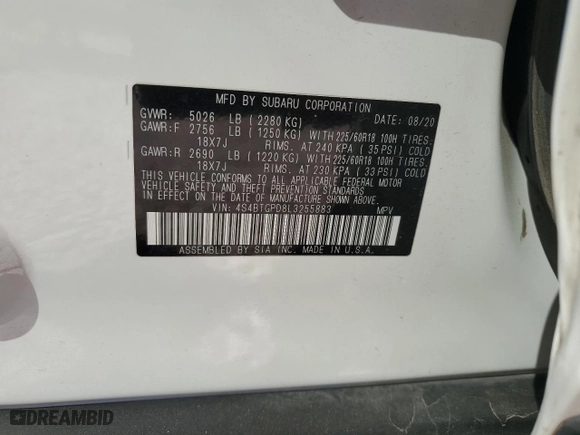 MFD BY SUBARU CORPORATION
DATE: 08/20
GVWR: 5026 LB (2280 KG)
GAWR:F 2756 LB (1250 KG) WITH 225/60R18 100H TIRES.
18X7J RIMS. AT 240 KPA (35 PSI) COLD
GAWR:R 2690 LB (1220 KG) WITH 225/60R18 100H TIRES.
18X7J RIMS. AT 230 KPA (33 PSI) COLD
THIS VEHICLE CONFORMS TO ALL APPLICABLE FEDERAL MOTOR
VEHICLE SAFETY AND THEFT PREVENTION STANDARDS
IN EFFECT ON THE DATE OF MANUFACTURE SHOWN ABOVE.
VIN: 4S4BTGPD8L3255883 MPV
ASSEMBLED BY SIA INC. MADE IN U.S.A.
DREAMBID